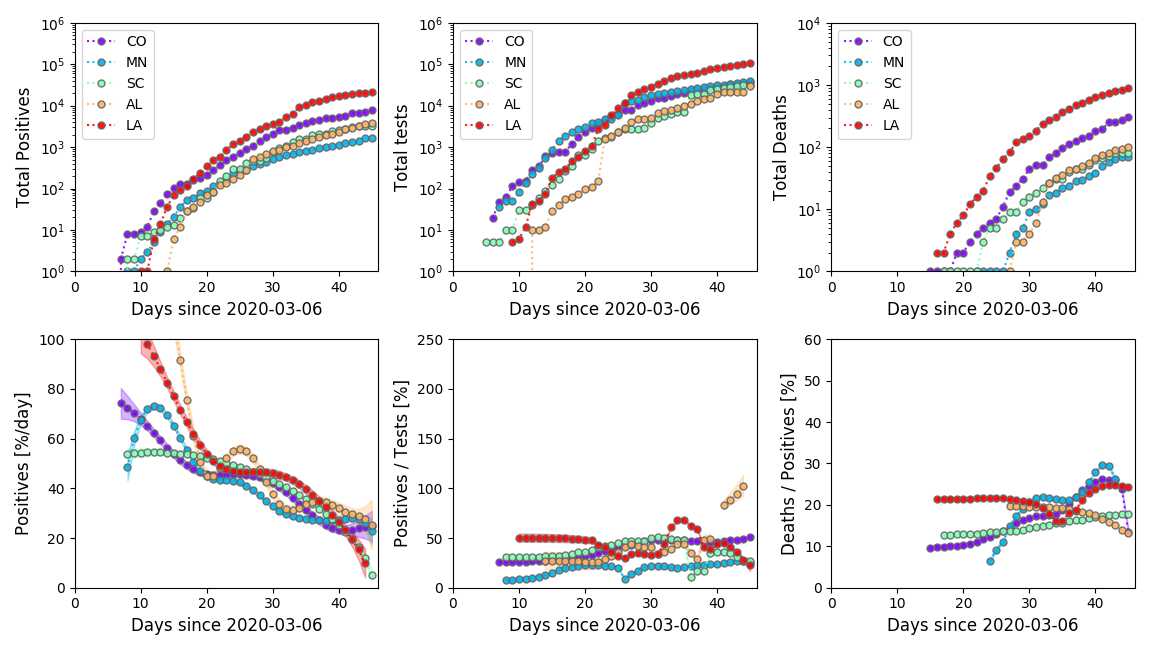 Total Positives
10^6
10^5
10^4
10^3
10^2
10^1
10^0
CO
MN
SC
AL
LA
0 10 20 30 40
Days since 2020-03-06
Total tests
10^6
10^5
10^4
10^3
10^2
10^1
10^0
CO
MN
SC
AL
LA
0 10 20 30 40
Days since 2020-03-06
Total Deaths
10^4
10^3
10^2
10^1
10^0
CO
MN
SC
AL
LA
0 10 20 30 40
Days since 2020-03-06
Positives [%/day]
100
80
60
40
20
0
0 10 20 30 40
Days since 2020-03-06
Positives / Tests [%]
250
200
150
100
50
0
0 10 20 30 40
Days since 2020-03-06
Deaths / Positives [%]
60
50
40
30
20
10
0
0 10 20 30 40
Days since 2020-03-06